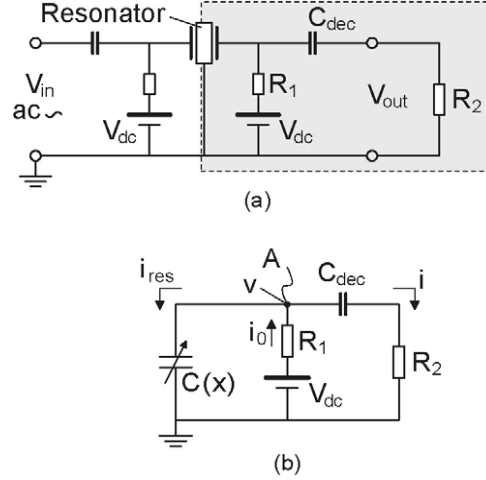 Resonator
C_dec
V_in
ac ~
V_dc
R_1
V_dc
V_out
R_2
(a)
A
C_dec
i_res
v
i
i_0
R_1
R_2
C(x)
V_dc
(b)